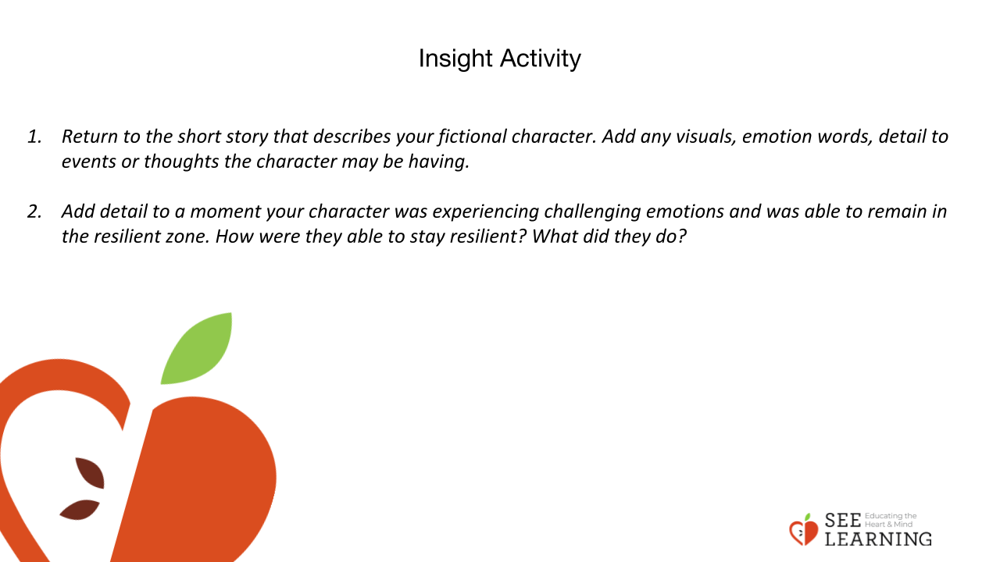 Insight Activity
1. Return to the short story that describes your fictional character. Add any visuals, emotion words, detail to
events or thoughts the character may be having.
2. Add detail to a moment your character was experiencing challenging emotions and was able to remain in
the resilient zone. How were they able to stay resilient? What did they do?
SEE Educating the
Heart & Mind
LEARNING